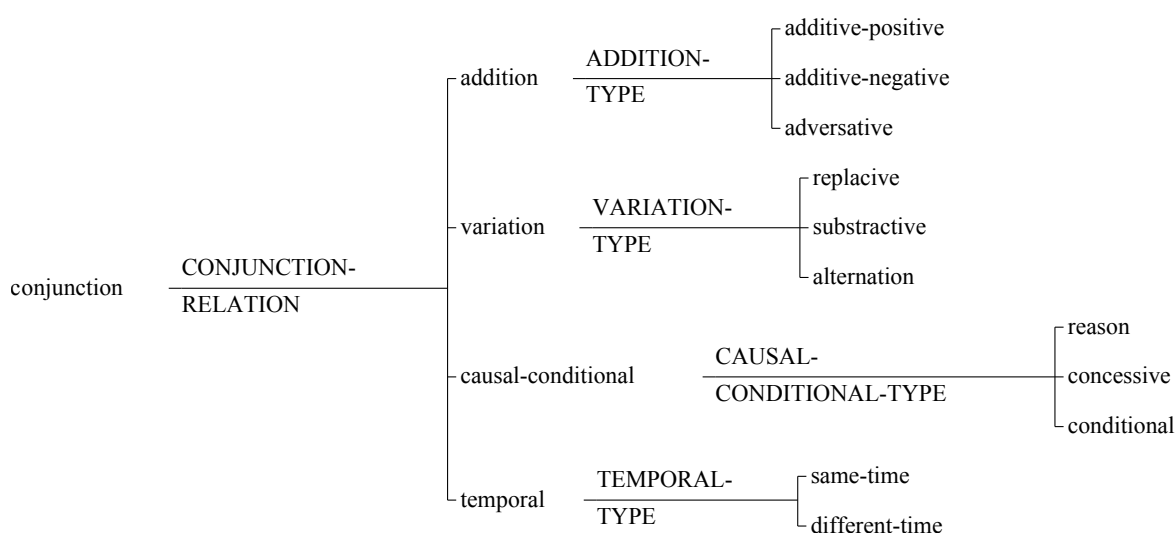 additive-positive
addition
ADDITION-
TYPE
additive-negative
adversative
replacive
variation
VARIATION-
TYPE
substractive
alternation
conjunction
CONJUNCTION-
RELATION
reason
causal-conditional
CAUSAL-
CONDITIONAL-TYPE
concessive
conditional
same-time
temporal
TEMPORAL-
TYPE
different-time